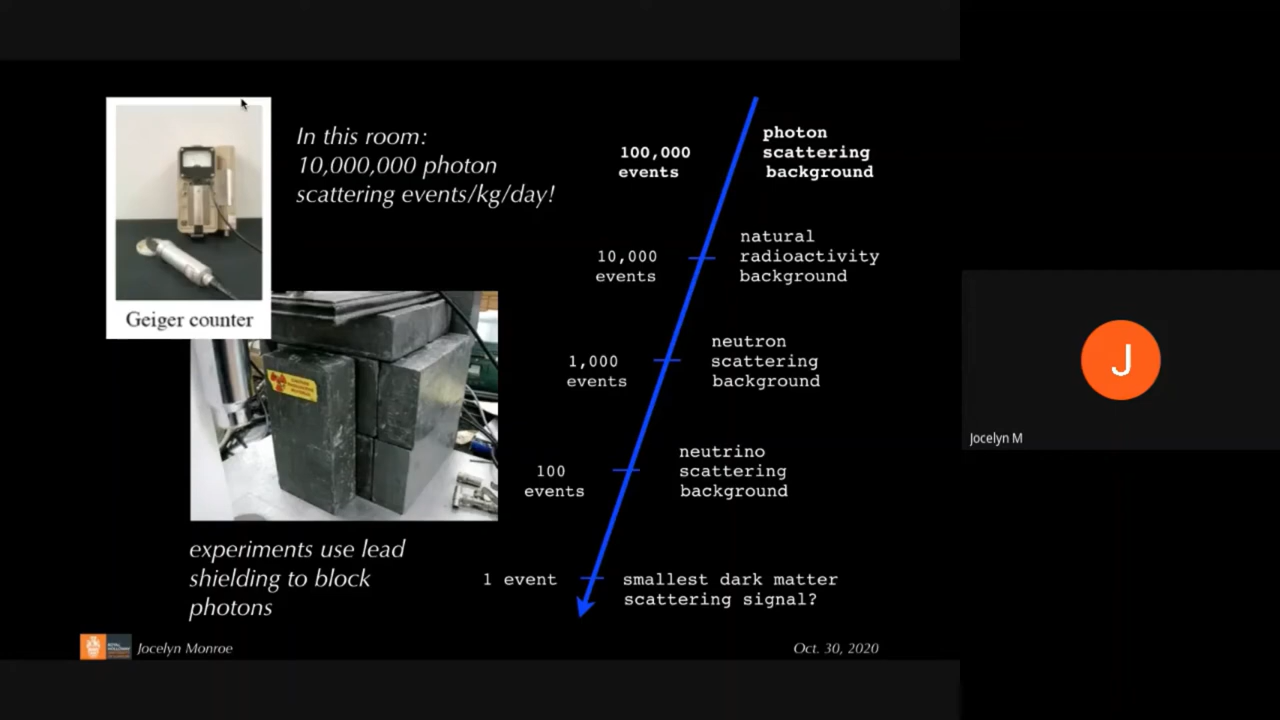 In this room:
10,000,000 photon
scattering events/kg/day!
Geiger counter
experiments use lead
shielding to block
photons
100,000
events
photon
scattering
background
10,000
events
natural
radioactivity
background
1,000
events
neutron
scattering
background
100
events
neutrino
scattering
background
1 event
smallest dark matter
scattering signal?
ROYAL
HOLLOWAY
Jocelyn Monroe
Oct. 30, 2020
J
Jocelyn M